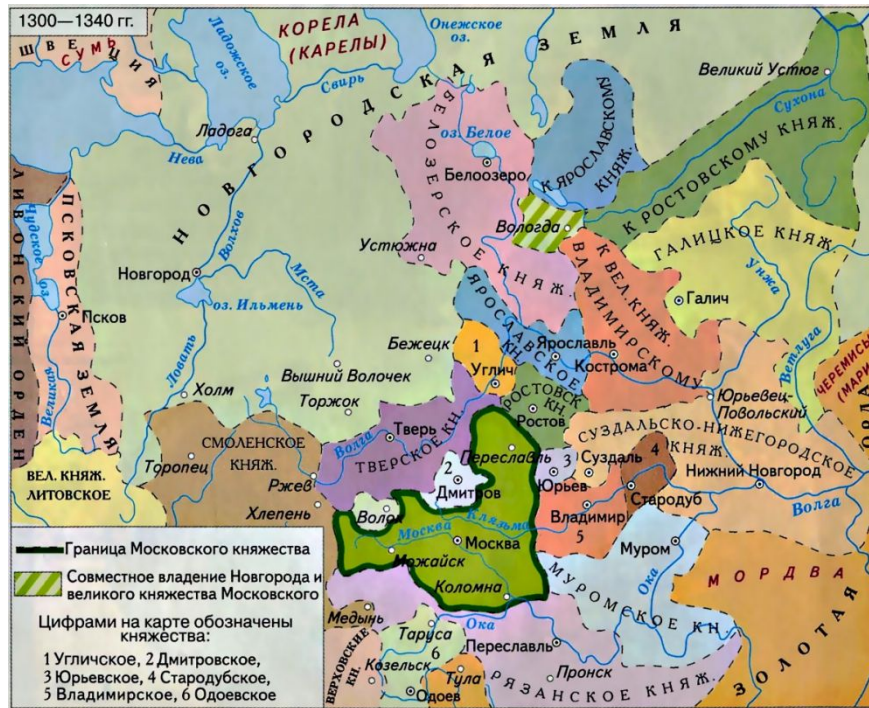 1300—1340 гг.
ШВЕЦИЯ
СУМЬ
Ладожское
оз.
КОРЕЛА
(КАРЕЛЫ)
Онежское
оз.
Свирь
Ладога
Нева
НОВГОРОДСКАЯ ЗЕМЛЯ
Волхов
Великий Устюг
Сухона
К РОСТОВСКОМУ КНЯЖ.
К ЯРОСЛАВСКОМУ
КНЯЖ.
БЕЛОЗЕРСКОЕ КНЯЖ.
оз. Белое
Белоозеро
Вологда
Устюжна
ЛИВОНСКИЙ ОРДЕН
Чудское оз.
ПСКОВСКАЯ ЗЕМЛЯ
Псков
Великая
Новгород
оз. Ильмень
Мста
Ловать
Холм
Бежецк
Вышний Волочек
Торжок
ГАЛИЦКОЕ КНЯЖ.
Унжа
Галич
Ветлуга
К ВЕЛ. КНЯЖ.
ВЛАДИМИРСКОМУ
ЯРОСЛАВСКОЕ КН.
Ярославль
Кострома
1
Углич
РОСТОВСК.
КН.
Ростов
Юрьевец-
Повольский
ЧЕРЕМИСЫ
(МАРИ
ОРДА
СУЗДАЛЬСКО-НИЖЕГОРОДСКОЕ
КНЯЖ.
Нижний Новгород
Волга
ВЕЛ. КНЯЖ.
ЛИТОВСКОЕ
СМОЛЕНСКОЕ
КНЯЖ.
Торопец
Ржев
Хлепень
Волга
Тверь
ТВЕРСКОЕ КН.
2
Дмитров
Переславль
3
Юрьев
Суздаль
4
Стародуб
Владимир
5
Волок
Москва
Клязьма
Москва
Можайск
Коломна
Муром
МУРОМСКОЕ КН.
Ока
МОРДВА
ЗОЛОТАЯ
Медынь
ВЕРХОВСКИЕ
КН.
Таруса
Ока
6
Козельск
Одоев
Тула
Переславль
Пронск
РЯЗАНСКОЕ КНЯЖ.
Граница Московского княжества
Совместное владение Новгорода и
великого княжества Московского
Цифрами на карте обозначены
княжества:
1 Угличское, 2 Дмитровское,
3 Юрьевское, 4 Стародубское,
5 Владимирское, 6 Одоевское